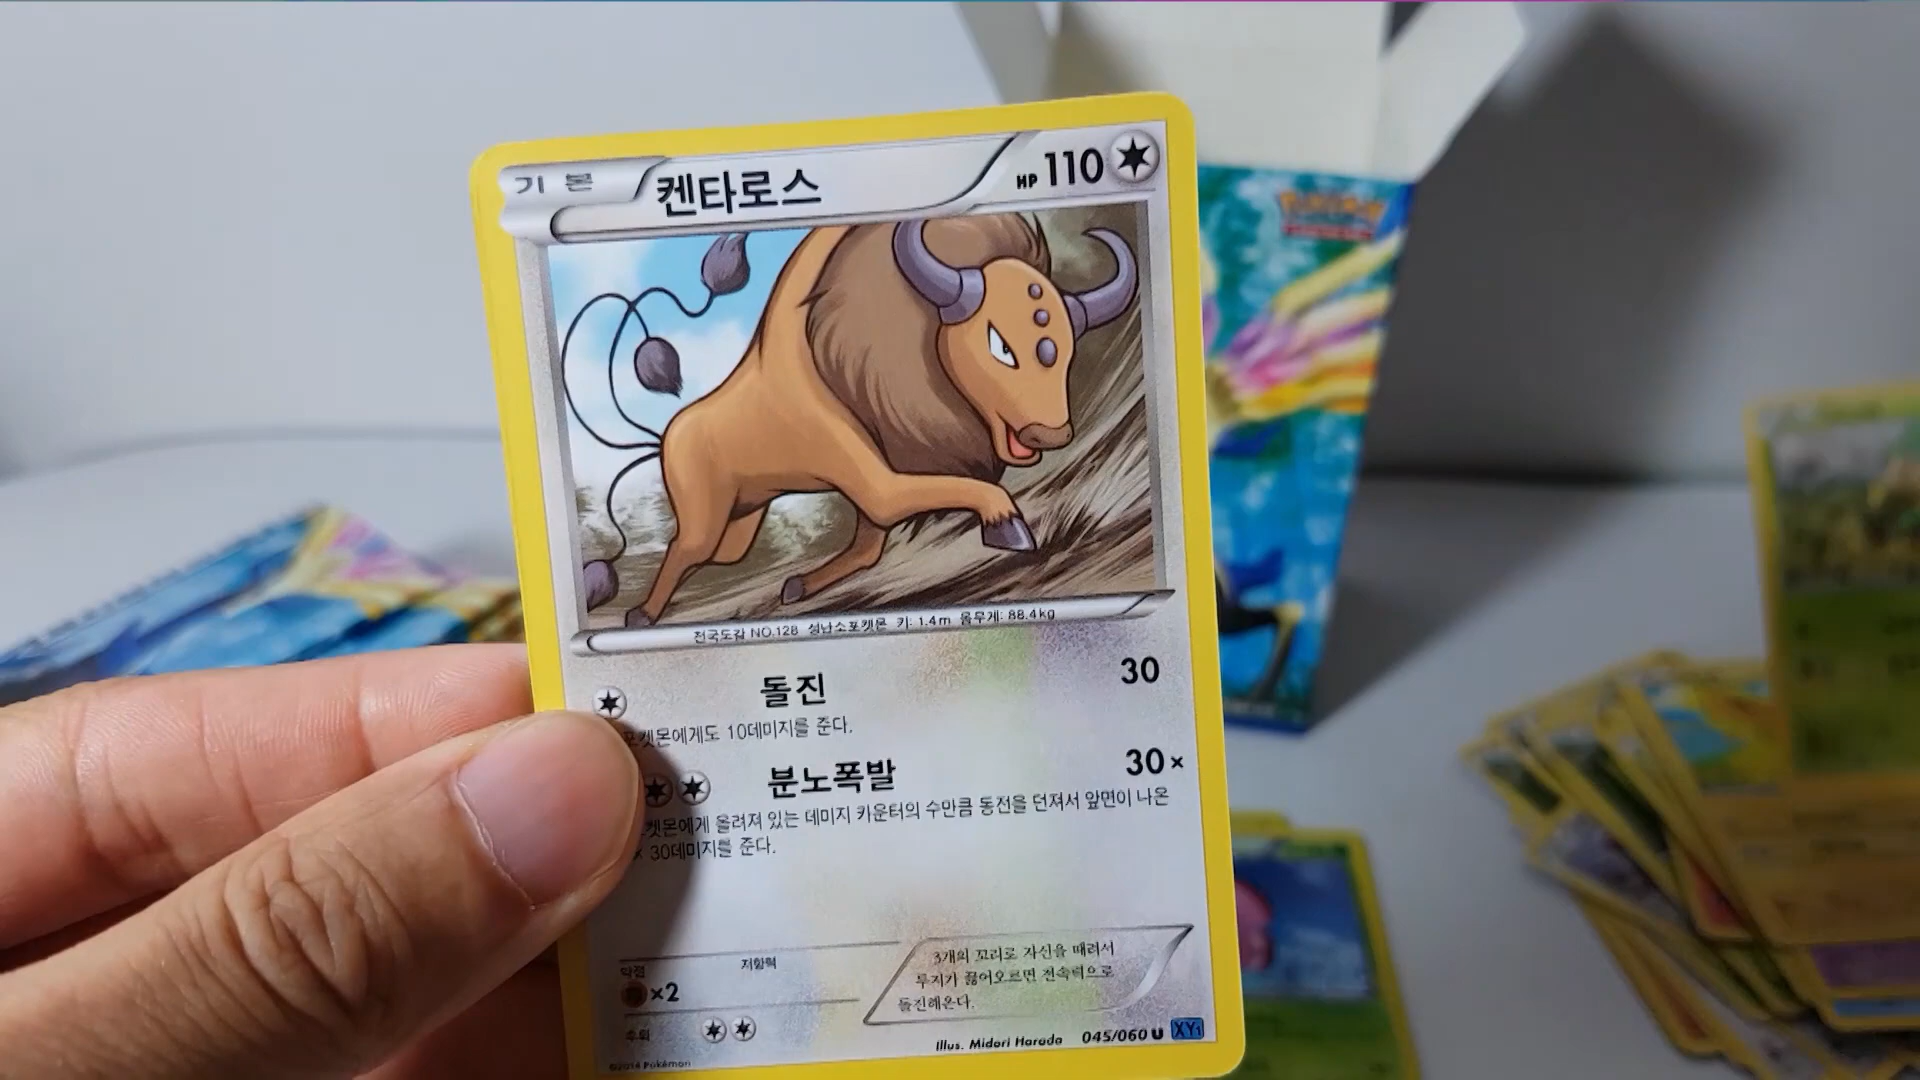 기본 켄타로스 HP 110
전국도감 NO.128 성난소포켓몬 키: 1.4m 몸무게: 88.4kg
돌진 30
포켓몬에게도 10데미지를 준다.
분노폭발 30×
켓몬에게 올려져 있는 데미지 카운터의 수만큼 동전을 던져서 앞면이 나온
× 30데미지를 준다.
약점 저항력
×2
후퇴
3개의 꼬리로 자신을 때려서
투지가 끓어오르면 전속력으로
돌진해온다.
Illus. Midori Harada 045/060 U XY1
©2014 Pokémon